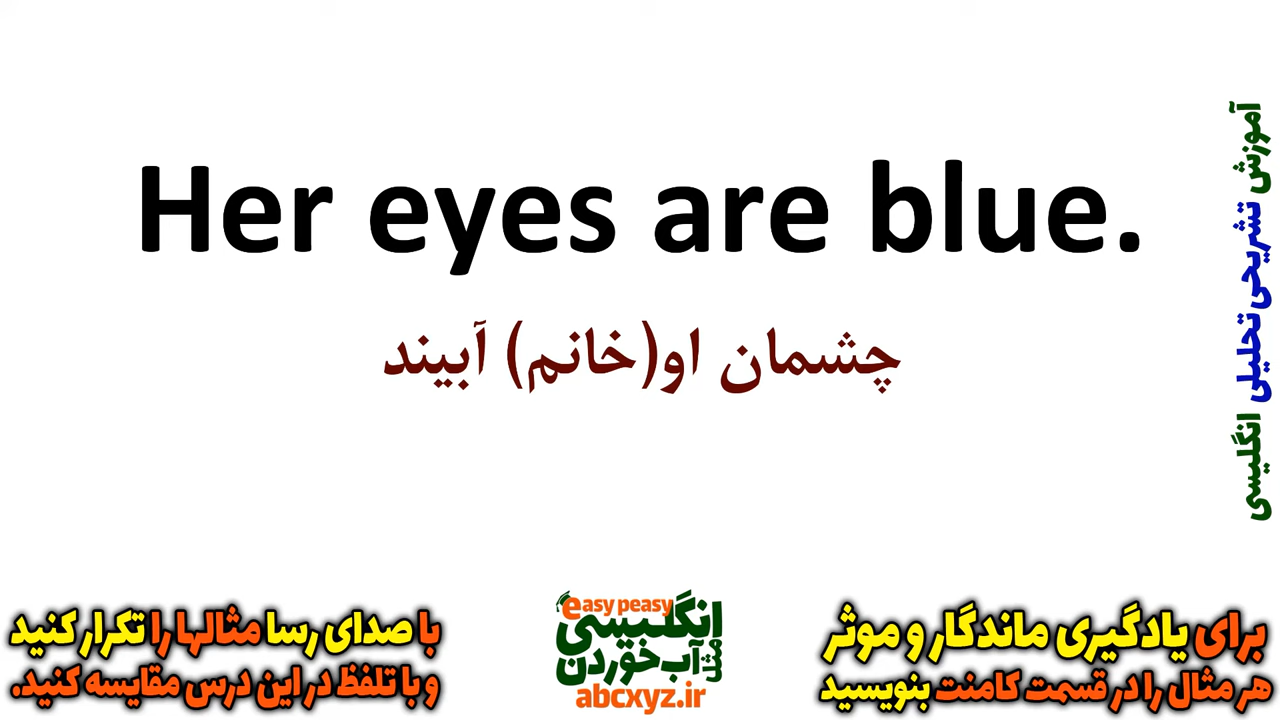 Her eyes are blue.
چشمان او(خانم) آبیند
آموزش تشریحی تحلیلی انگلیسی
با صدای رسا مثالها را تکرار کنید
و با تلفظ در این درس مقایسه کنید.
easy peasy
انگلیسی
مثل آب خوردن
abcxyz.ir
برای یادگیری ماندگار و موثر
هر مثال را در قسمت کامنت بنویسید